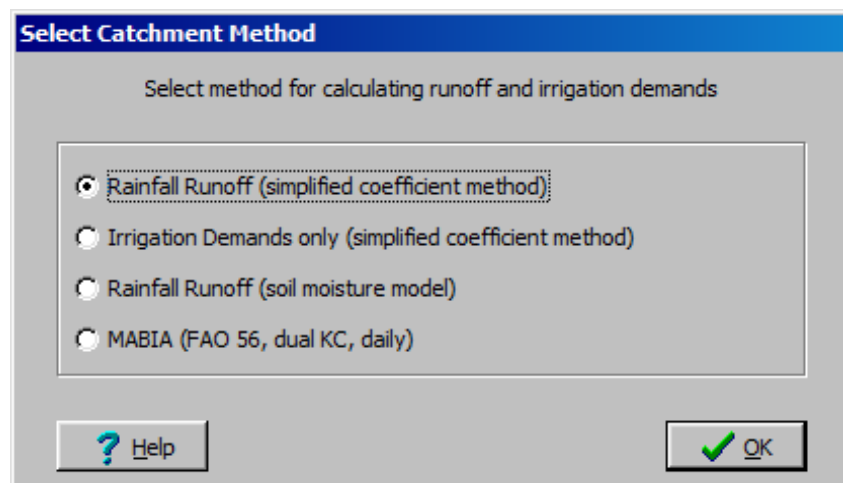 Select Catchment Method
Select method for calculating runoff and irrigation demands
Rainfall Runoff (simplified coefficient method)
Irrigation Demands only (simplified coefficient method)
Rainfall Runoff (soil moisture model)
MABIA (FAO 56, dual KC, daily)
? Help
OK